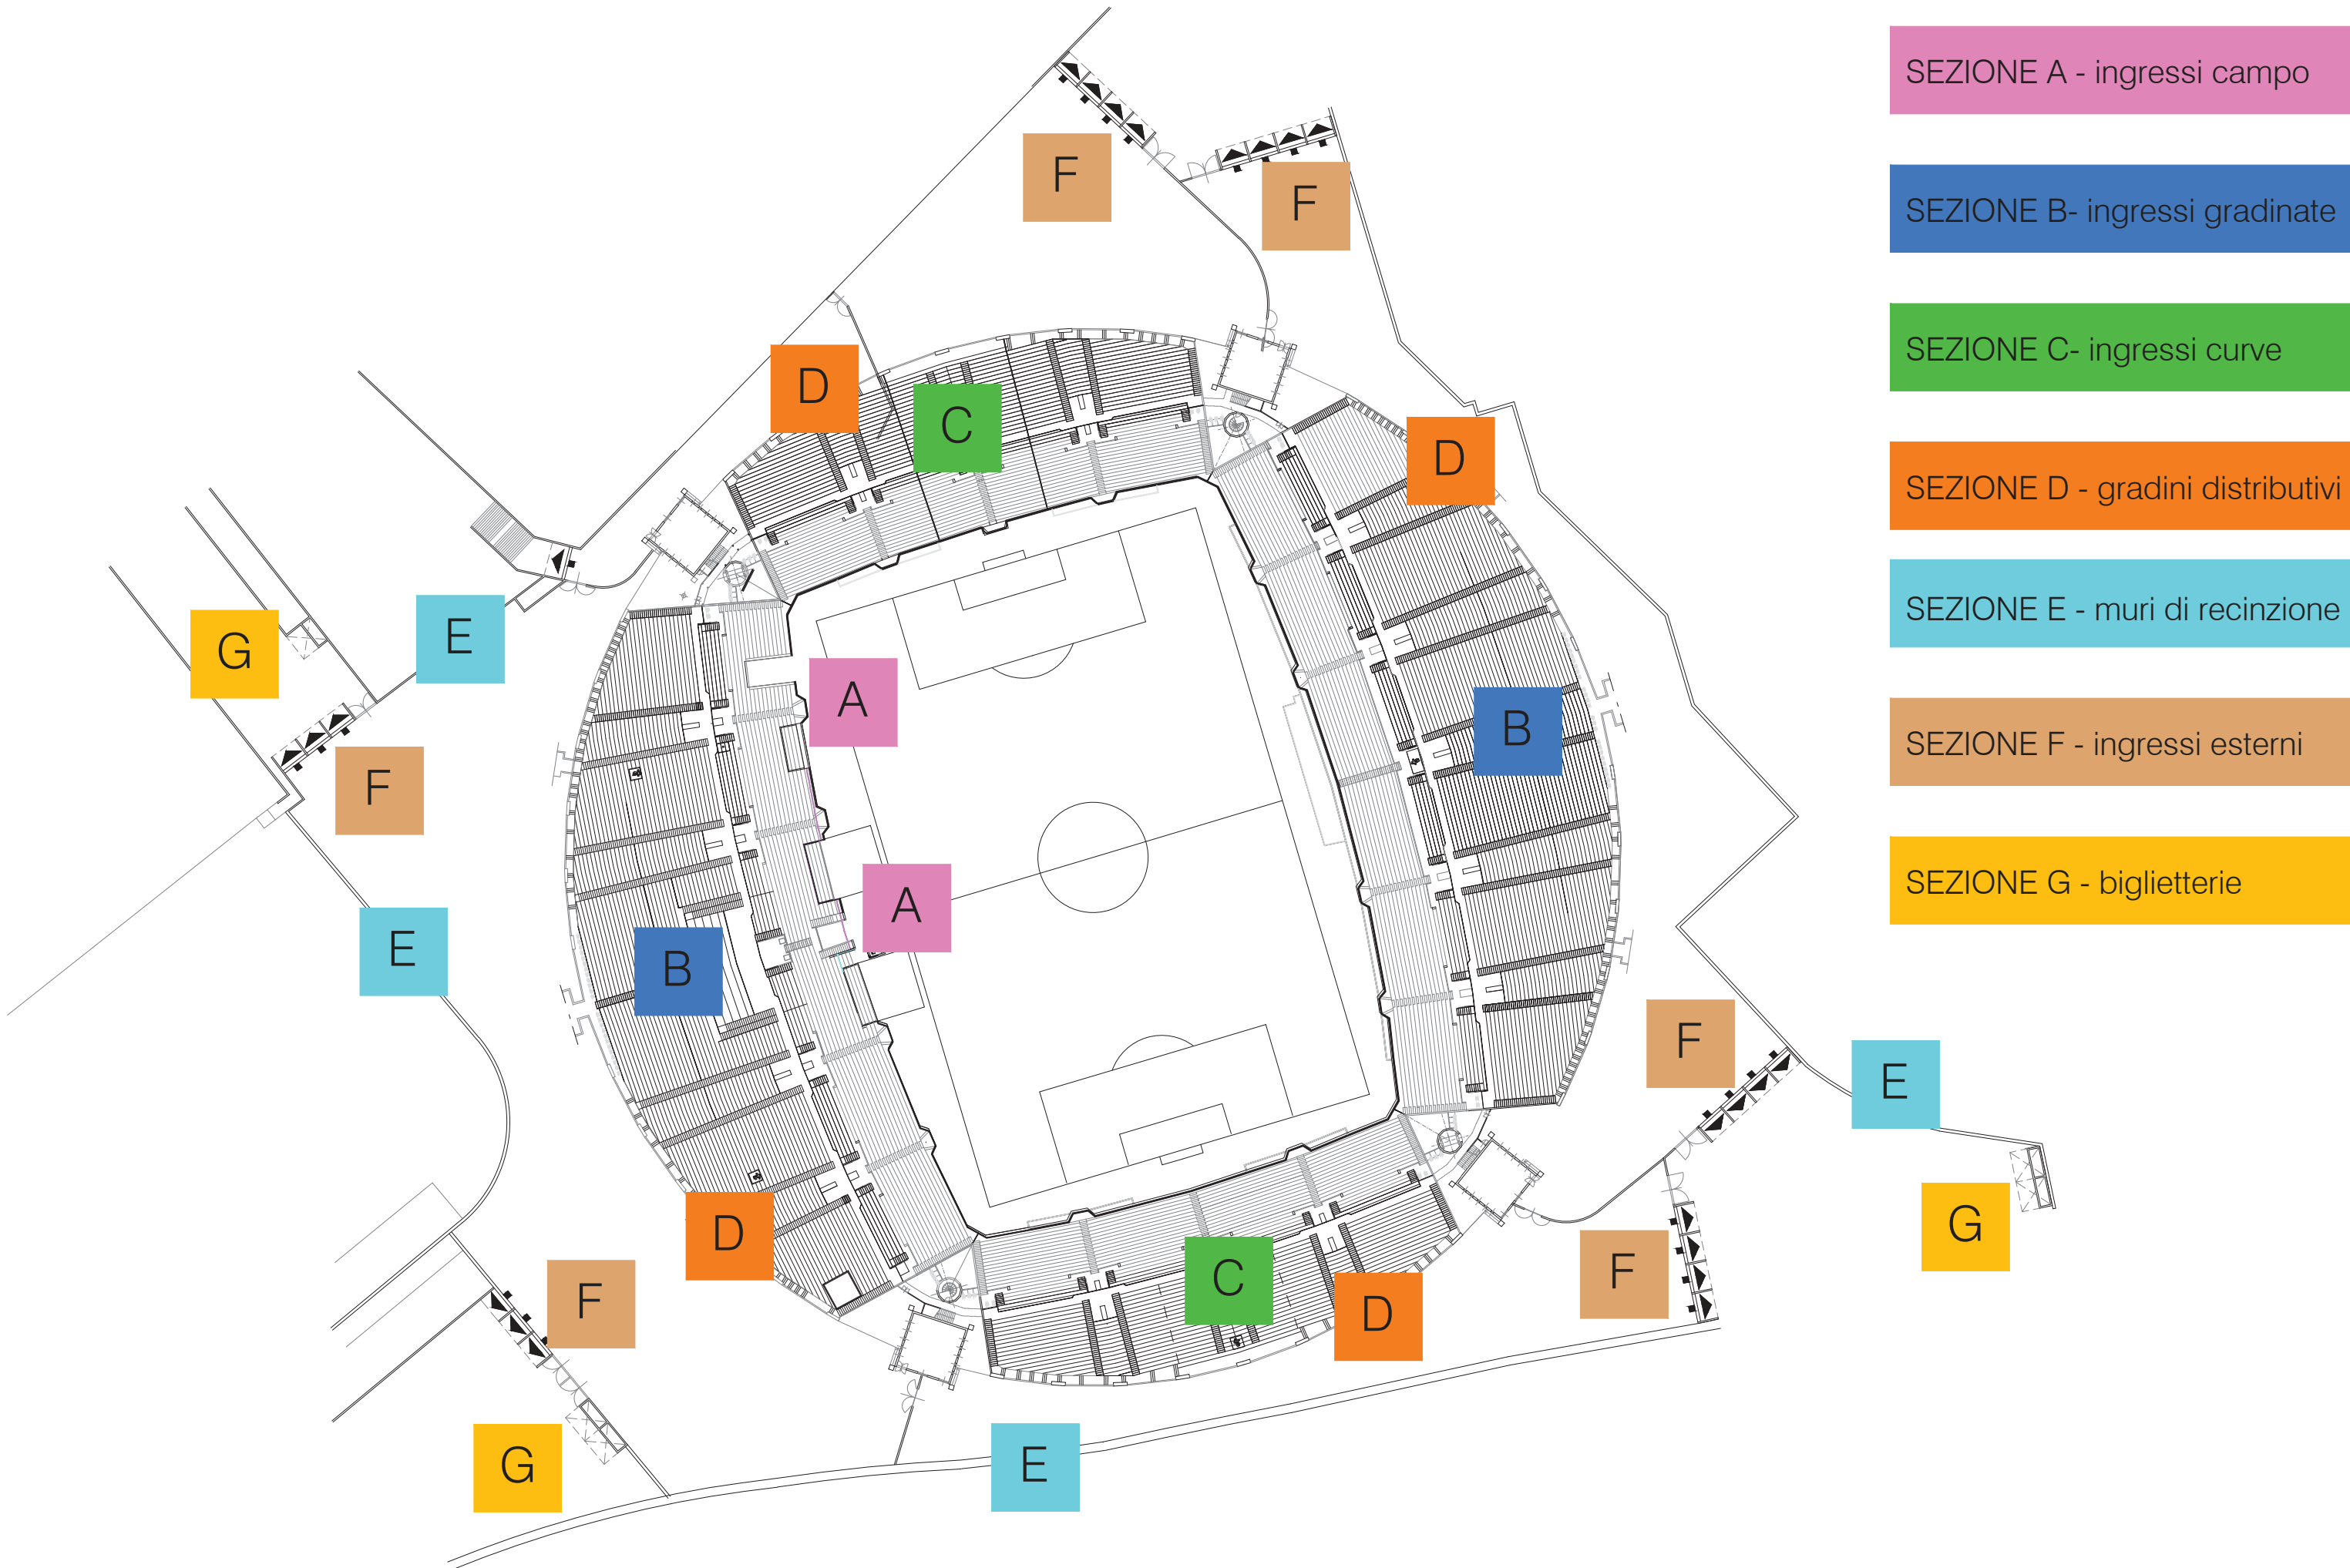 SEZIONE A - ingressi campo
SEZIONE B- ingressi gradinate
SEZIONE C- ingressi curve
SEZIONE D - gradini distributivi
SEZIONE E - muri di recinzione
SEZIONE F - ingressi esterni
SEZIONE G - biglietterie
F
F
D
C
D
E
G
A
B
F
A
E
B
F
E
G
D
F
C
F
D
G
E